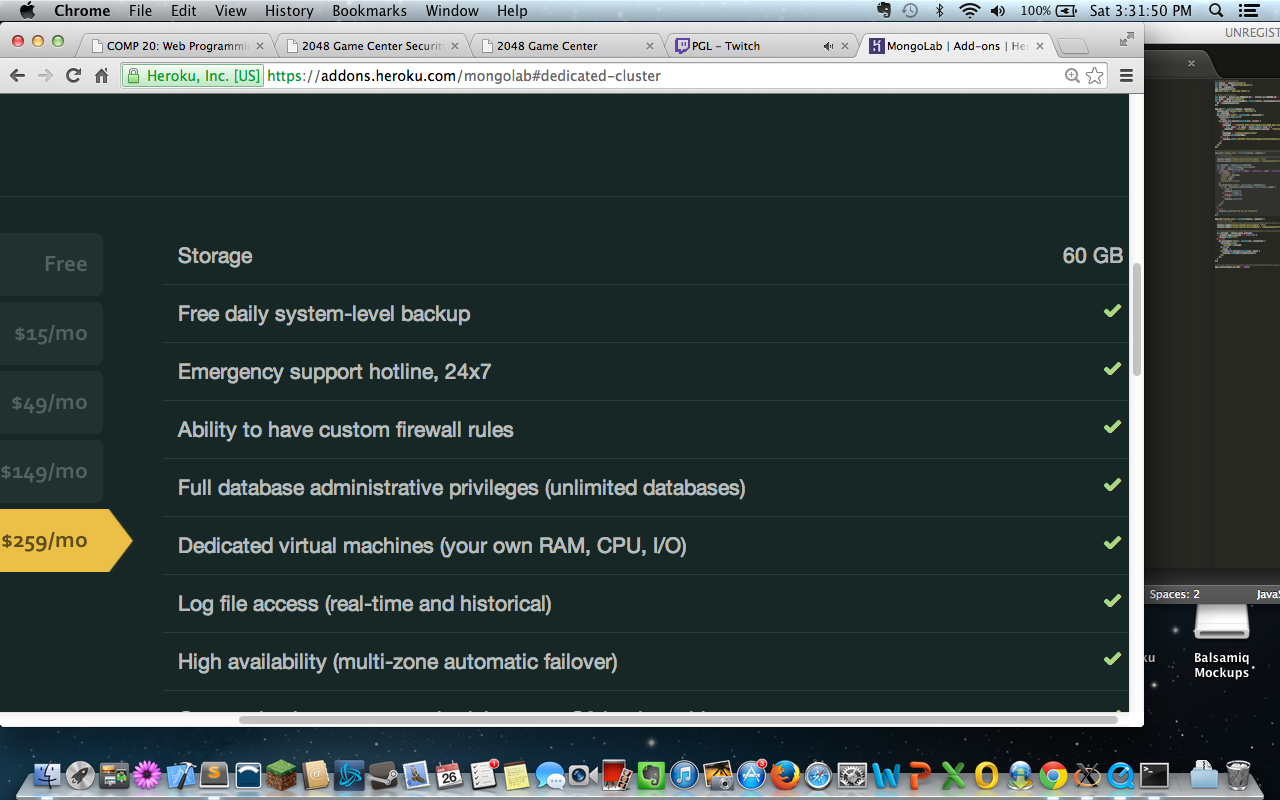 Chrome File Edit View History Bookmarks Window Help 100% Sat 3:31:50 PM
UNREGIST
COMP 20: Web Programmin 2048 Game Center Securit 2048 Game Center PGL – Twitch MongoLab | Add-ons | Her
Heroku, Inc. [US] https://addons.heroku.com/mongolab#dedicated-cluster
Storage 60 GB
Free
Free daily system-level backup
$15/mo
Emergency support hotline, 24x7
$49/mo
Ability to have custom firewall rules
$149/mo
Full database administrative privileges (unlimited databases)
$259/mo
Dedicated virtual machines (your own RAM, CPU, I/O)
Log file access (real-time and historical)
Spaces: 2 JavaS
High availability (multi-zone automatic failover)
ku
Balsamiq
Mockups
26
1
3